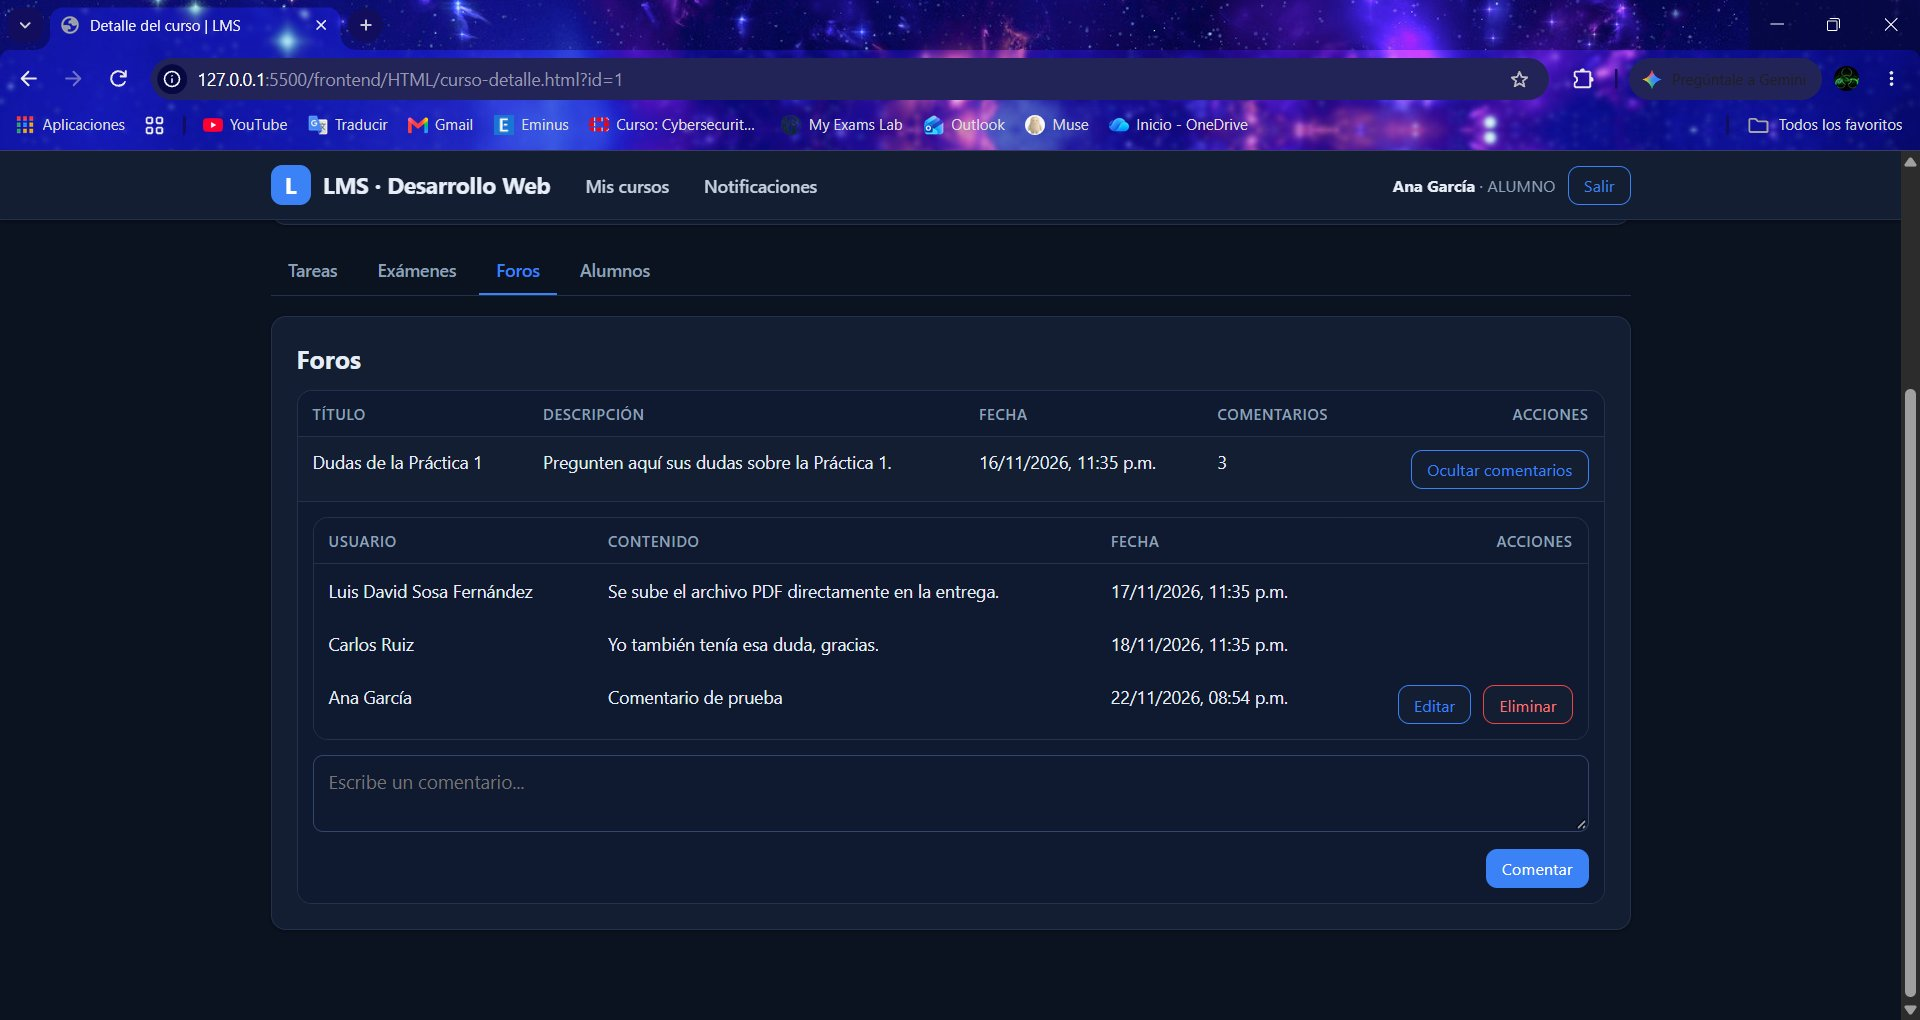 Detalle del curso | LMS
127.0.0.1:5500/frontend/HTML/curso-detalle.html?id=1
Pregúntale a Gemini
Aplicaciones YouTube Traducir Gmail Eminus Curso: Cybersecurit... My Exams Lab Outlook Muse Inicio - OneDrive Todos los favoritos
L LMS · Desarrollo Web Mis cursos Notificaciones Ana García · ALUMNO Salir
Tareas Exámenes Foros Alumnos
Foros
TÍTULO DESCRIPCIÓN FECHA COMENTARIOS ACCIONES
Dudas de la Práctica 1 Pregunten aquí sus dudas sobre la Práctica 1. 16/11/2026, 11:35 p.m. 3 Ocultar comentarios
USUARIO CONTENIDO FECHA ACCIONES
Luis David Sosa Fernández Se sube el archivo PDF directamente en la entrega. 17/11/2026, 11:35 p.m.
Carlos Ruiz Yo también tenía esa duda, gracias. 18/11/2026, 11:35 p.m.
Ana García Comentario de prueba 22/11/2026, 08:54 p.m. Editar Eliminar
Escribe un comentario...
Comentar